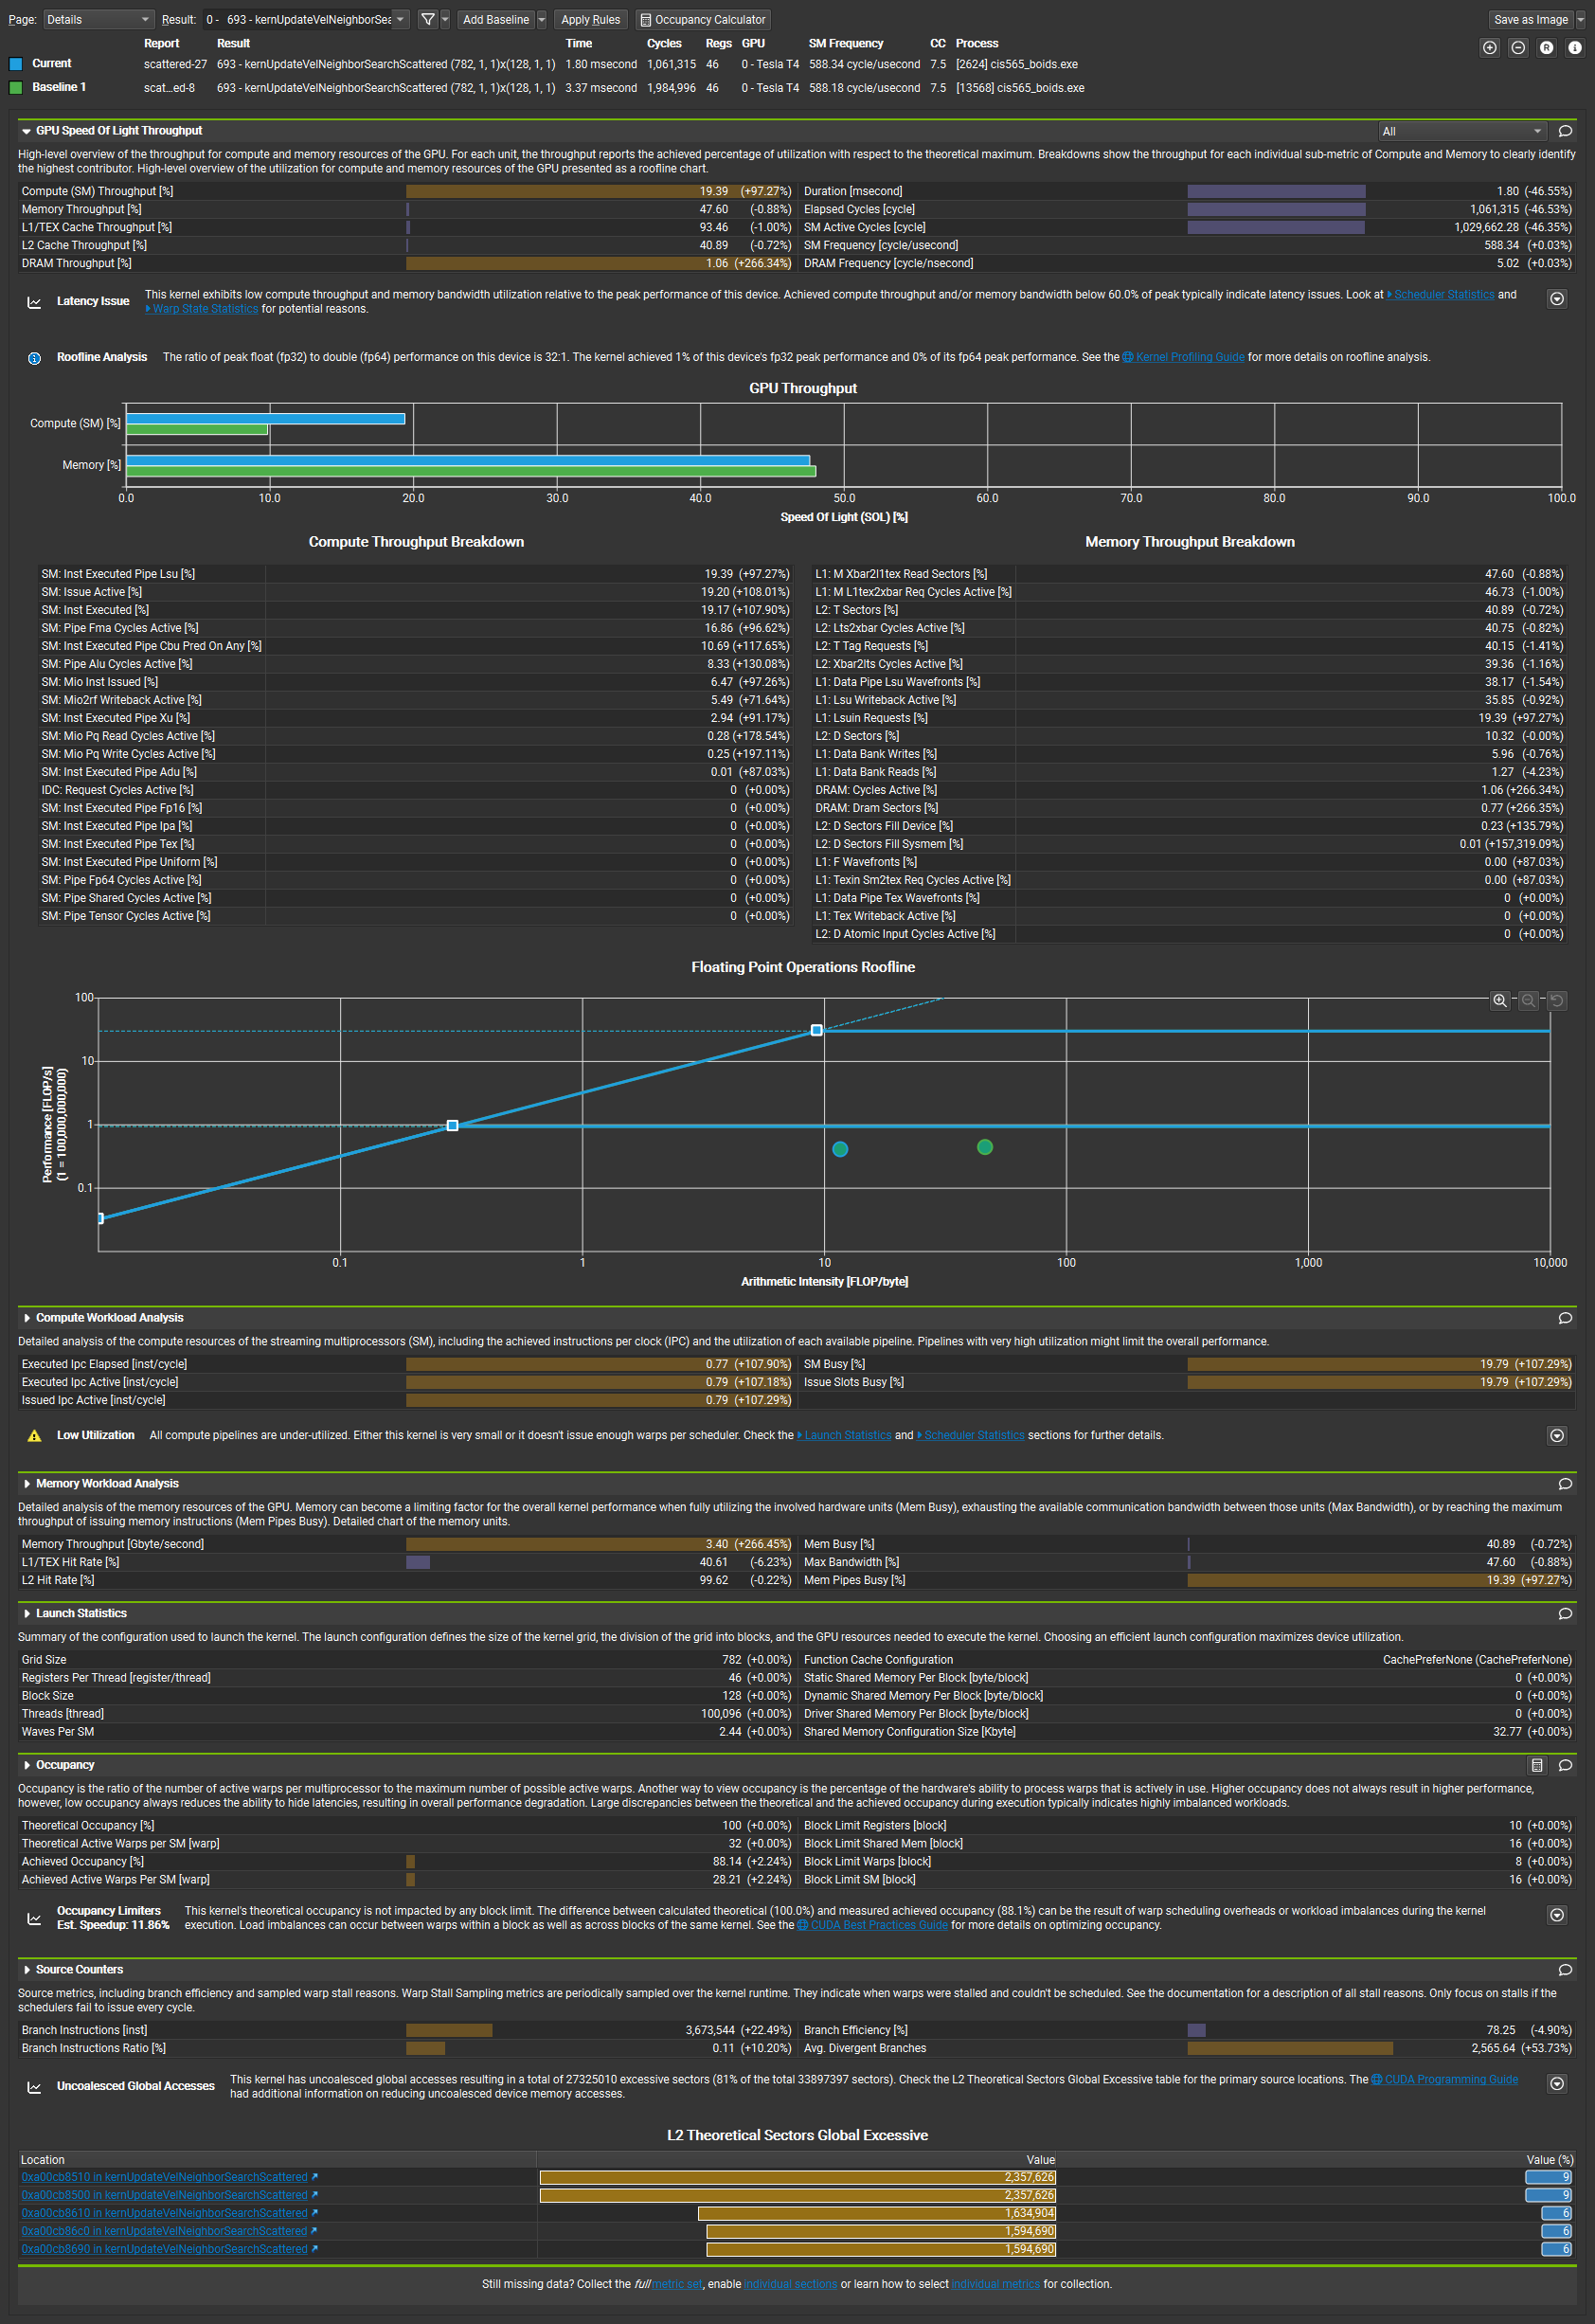 Page: Details Result: 0 - 693 - kernUpdateVelNeighborSea Add Baseline Apply Rules Occupancy Calculator Save as Image
Report Result Time Cycles Regs GPU SM Frequency CC Process
Current scattered-27 693 - kernUpdateVelNeighborSearchScattered (782, 1, 1)x(128, 1, 1) 1.80 msecond 1,061,315 46 0 - Tesla T4 588.34 cycle/usecond 7.5 [2624] cis565_boids.exe
Baseline 1 scat...ed-8 693 - kernUpdateVelNeighborSearchScattered (782, 1, 1)x(128, 1, 1) 3.37 msecond 1,984,996 46 0 - Tesla T4 588.18 cycle/usecond 7.5 [13568] cis565_boids.exe
GPU Speed Of Light Throughput All
High-level overview of the throughput for compute and memory resources of the GPU. For each unit, the throughput reports the achieved percentage of utilization with respect to the theoretical maximum. Breakdowns show the throughput for each individual sub-metric of Compute and Memory to clearly identify
the highest contributor. High-level overview of the utilization for compute and memory resources of the GPU presented as a roofline chart.
Compute (SM) Throughput [%] 19.39 (+97.27%) Duration [msecond] 1.80 (-46.55%)
Memory Throughput [%] 47.60 (-0.88%) Elapsed Cycles [cycle] 1,061,315 (-46.53%)
L1/TEX Cache Throughput [%] 93.46 (-1.00%) SM Active Cycles [cycle] 1,029,662.28 (-46.35%)
L2 Cache Throughput [%] 40.89 (-0.72%) SM Frequency [cycle/usecond] 588.34 (+0.03%)
DRAM Throughput [%] 1.06 (+266.34%) DRAM Frequency [cycle/nsecond] 5.02 (+0.03%)
Latency Issue This kernel exhibits low compute throughput and memory bandwidth utilization relative to the peak performance of this device. Achieved compute throughput and/or memory bandwidth below 60.0% of peak typically indicate latency issues. Look at Scheduler Statistics and
Warp State Statistics for potential reasons.
Roofline Analysis The ratio of peak float (fp32) to double (fp64) performance on this device is 32:1. The kernel achieved 1% of this device's fp32 peak performance and 0% of its fp64 peak performance. See the Kernel Profiling Guide for more details on roofline analysis.
GPU Throughput
Compute (SM) [%]
Memory [%]
0.0 10.0 20.0 30.0 40.0 50.0 60.0 70.0 80.0 90.0 100.0
Speed Of Light (SOL) [%]
Compute Throughput Breakdown Memory Throughput Breakdown
SM: Inst Executed Pipe Lsu [%] 19.39 (+97.27%) L1: M Xbar2l1tex Read Sectors [%] 47.60 (-0.88%)
SM: Issue Active [%] 19.20 (+108.01%) L1: M L1tex2xbar Req Cycles Active [%] 46.73 (-1.00%)
SM: Inst Executed [%] 19.17 (+107.90%) L2: T Sectors [%] 40.89 (-0.72%)
SM: Pipe Fma Cycles Active [%] 16.86 (+96.62%) L2: Lts2xbar Cycles Active [%] 40.75 (-0.82%)
SM: Inst Executed Pipe Cbu Pred On Any [%] 10.69 (+117.65%) L2: T Tag Requests [%] 40.15 (-1.41%)
SM: Pipe Alu Cycles Active [%] 8.33 (+130.08%) L2: Xbar2lts Cycles Active [%] 39.36 (-1.16%)
SM: Mio Inst Issued [%] 6.47 (+97.26%) L1: Data Pipe Lsu Wavefronts [%] 38.17 (-1.54%)
SM: Mio2rf Writeback Active [%] 5.49 (+71.64%) L1: Lsu Writeback Active [%] 35.85 (-0.92%)
SM: Inst Executed Pipe Xu [%] 2.94 (+91.17%) L1: Lsuin Requests [%] 19.39 (+97.27%)
SM: Mio Pq Read Cycles Active [%] 0.28 (+178.54%) L2: D Sectors [%] 10.32 (-0.00%)
SM: Mio Pq Write Cycles Active [%] 0.25 (+197.11%) L1: Data Bank Writes [%] 5.96 (-0.76%)
SM: Inst Executed Pipe Adu [%] 0.01 (+87.03%) L1: Data Bank Reads [%] 1.27 (-4.23%)
IDC: Request Cycles Active [%] 0 (+0.00%) DRAM: Cycles Active [%] 1.06 (+266.34%)
SM: Inst Executed Pipe Fp16 [%] 0 (+0.00%) DRAM: Dram Sectors [%] 0.77 (+266.35%)
SM: Inst Executed Pipe Ipa [%] 0 (+0.00%) L2: D Sectors Fill Device [%] 0.23 (+135.79%)
SM: Inst Executed Pipe Tex [%] 0 (+0.00%) L2: D Sectors Fill Sysmem [%] 0.01 (+157,319.09%)
SM: Inst Executed Pipe Uniform [%] 0 (+0.00%) L1: F Wavefronts [%] 0.00 (+87.03%)
SM: Pipe Fp64 Cycles Active [%] 0 (+0.00%) L1: Texin Sm2tex Req Cycles Active [%] 0.00 (+87.03%)
SM: Pipe Shared Cycles Active [%] 0 (+0.00%) L1: Data Pipe Tex Wavefronts [%] 0 (+0.00%)
SM: Pipe Tensor Cycles Active [%] 0 (+0.00%) L1: Tex Writeback Active [%] 0 (+0.00%)
L2: D Atomic Input Cycles Active [%] 0 (+0.00%)
Floating Point Operations Roofline
100
10
1
0.1
Performance [FLOP/s]
(1 = 100,000,000,000)
0.1 1 10 100 1,000 10,000
Arithmetic Intensity [FLOP/byte]
Compute Workload Analysis
Detailed analysis of the compute resources of the streaming multiprocessors (SM), including the achieved instructions per clock (IPC) and the utilization of each available pipeline. Pipelines with very high utilization might limit the overall performance.
Executed Ipc Elapsed [inst/cycle] 0.77 (+107.90%) SM Busy [%] 19.79 (+107.29%)
Executed Ipc Active [inst/cycle] 0.79 (+107.18%) Issue Slots Busy [%] 19.79 (+107.29%)
Issued Ipc Active [inst/cycle] 0.79 (+107.29%)
Low Utilization All compute pipelines are under-utilized. Either this kernel is very small or it doesn't issue enough warps per scheduler. Check the Launch Statistics and Scheduler Statistics sections for further details.
Memory Workload Analysis
Detailed analysis of the memory resources of the GPU. Memory can become a limiting factor for the overall kernel performance when fully utilizing the involved hardware units (Mem Busy), exhausting the available communication bandwidth between those units (Max Bandwidth), or by reaching the maximum
throughput of issuing memory instructions (Mem Pipes Busy). Detailed chart of the memory units.
Memory Throughput [Gbyte/second] 3.40 (+266.45%) Mem Busy [%] 40.89 (-0.72%)
L1/TEX Hit Rate [%] 40.61 (-6.23%) Max Bandwidth [%] 47.60 (-0.88%)
L2 Hit Rate [%] 99.62 (-0.22%) Mem Pipes Busy [%] 19.39 (+97.27%)
Launch Statistics
Summary of the configuration used to launch the kernel. The launch configuration defines the size of the kernel grid, the division of the grid into blocks, and the GPU resources needed to execute the kernel. Choosing an efficient launch configuration maximizes device utilization.
Grid Size 782 (+0.00%) Function Cache Configuration CachePreferNone (CachePreferNone)
Registers Per Thread [register/thread] 46 (+0.00%) Static Shared Memory Per Block [byte/block] 0 (+0.00%)
Block Size 128 (+0.00%) Dynamic Shared Memory Per Block [byte/block] 0 (+0.00%)
Threads [thread] 100,096 (+0.00%) Driver Shared Memory Per Block [byte/block] 0 (+0.00%)
Waves Per SM 2.44 (+0.00%) Shared Memory Configuration Size [Kbyte] 32.77 (+0.00%)
Occupancy
Occupancy is the ratio of the number of active warps per multiprocessor to the maximum number of possible active warps. Another way to view occupancy is the percentage of the hardware's ability to process warps that is actively in use. Higher occupancy does not always result in higher performance,
however, low occupancy always reduces the ability to hide latencies, resulting in overall performance degradation. Large discrepancies between the theoretical and the achieved occupancy during execution typically indicates highly imbalanced workloads.
Theoretical Occupancy [%] 100 (+0.00%) Block Limit Registers [block] 10 (+0.00%)
Theoretical Active Warps per SM [warp] 32 (+0.00%) Block Limit Shared Mem [block] 16 (+0.00%)
Achieved Occupancy [%] 88.14 (+2.24%) Block Limit Warps [block] 8 (+0.00%)
Achieved Active Warps Per SM [warp] 28.21 (+2.24%) Block Limit SM [block] 16 (+0.00%)
Occupancy Limiters This kernel's theoretical occupancy is not impacted by any block limit. The difference between calculated theoretical (100.0%) and measured achieved occupancy (88.1%) can be the result of warp scheduling overheads or workload imbalances during the kernel
Est. Speedup: 11.86% execution. Load imbalances can occur between warps within a block as well as across blocks of the same kernel. See the CUDA Best Practices Guide for more details on optimizing occupancy.
Source Counters
Source metrics, including branch efficiency and sampled warp stall reasons. Warp Stall Sampling metrics are periodically sampled over the kernel runtime. They indicate when warps were stalled and couldn't be scheduled. See the documentation for a description of all stall reasons. Only focus on stalls if the
schedulers fail to issue every cycle.
Branch Instructions [inst] 3,673,544 (+22.49%) Branch Efficiency [%] 78.25 (-4.90%)
Branch Instructions Ratio [%] 0.11 (+10.20%) Avg. Divergent Branches 2,565.64 (+53.73%)
Uncoalesced Global Accesses This kernel has uncoalesced global accesses resulting in a total of 27325010 excessive sectors (81% of the total 33897397 sectors). Check the L2 Theoretical Sectors Global Excessive table for the primary source locations. The CUDA Programming Guide
had additional information on reducing uncoalesced device memory accesses.
L2 Theoretical Sectors Global Excessive
Location Value Value (%)
0xa00cb8510 in kernUpdateVelNeighborSearchScattered 2,357,626 9
0xa00cb8500 in kernUpdateVelNeighborSearchScattered 2,357,626 9
0xa00cb8610 in kernUpdateVelNeighborSearchScattered 1,634,904 6
0xa00cb86c0 in kernUpdateVelNeighborSearchScattered 1,594,690 6
0xa00cb8690 in kernUpdateVelNeighborSearchScattered 1,594,690 6
Still missing data? Collect the full metric set, enable individual sections or learn how to select individual metrics for collection.